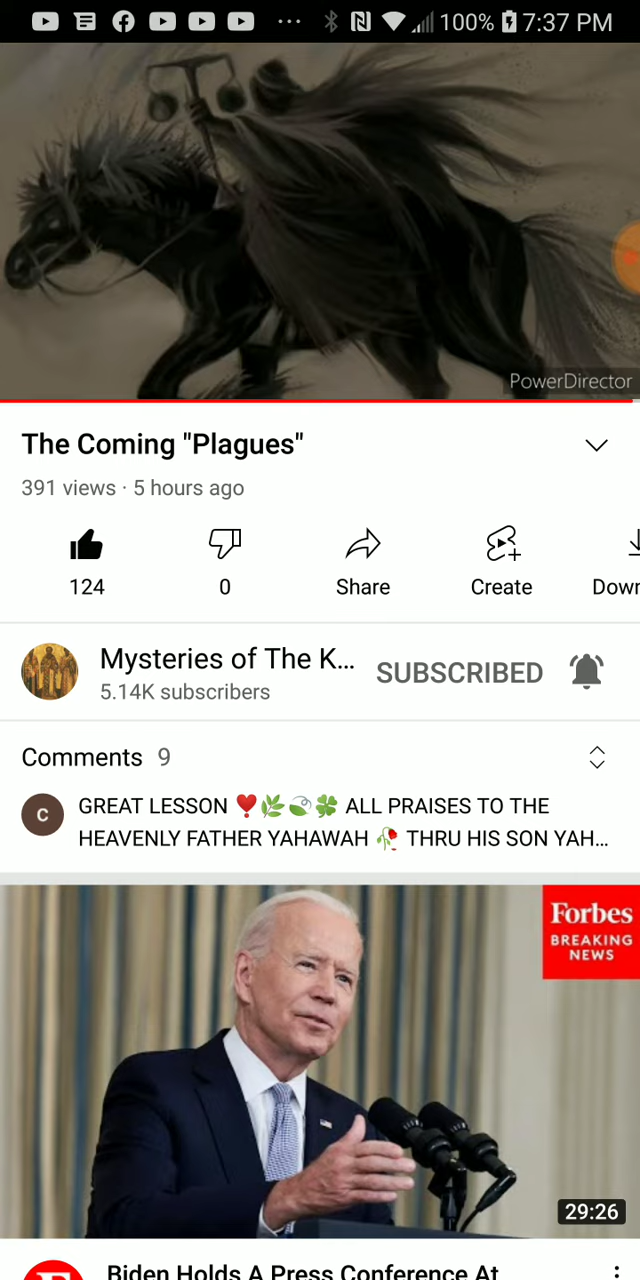 100% 7:37 PM
PowerDirector
The Coming "Plagues"
391 views · 5 hours ago
124
0
Share
Create
Dowr
Mysteries of The K...
SUBSCRIBED
5.14K subscribers
Comments 9
C
GREAT LESSON ❣️🌿🍃🍀 ALL PRAISES TO THE
HEAVENLY FATHER YAHAWAH 🥀 THRU HIS SON YAH...
Forbes
BREAKING
NEWS
29:26
Biden Holds A Press Conference At